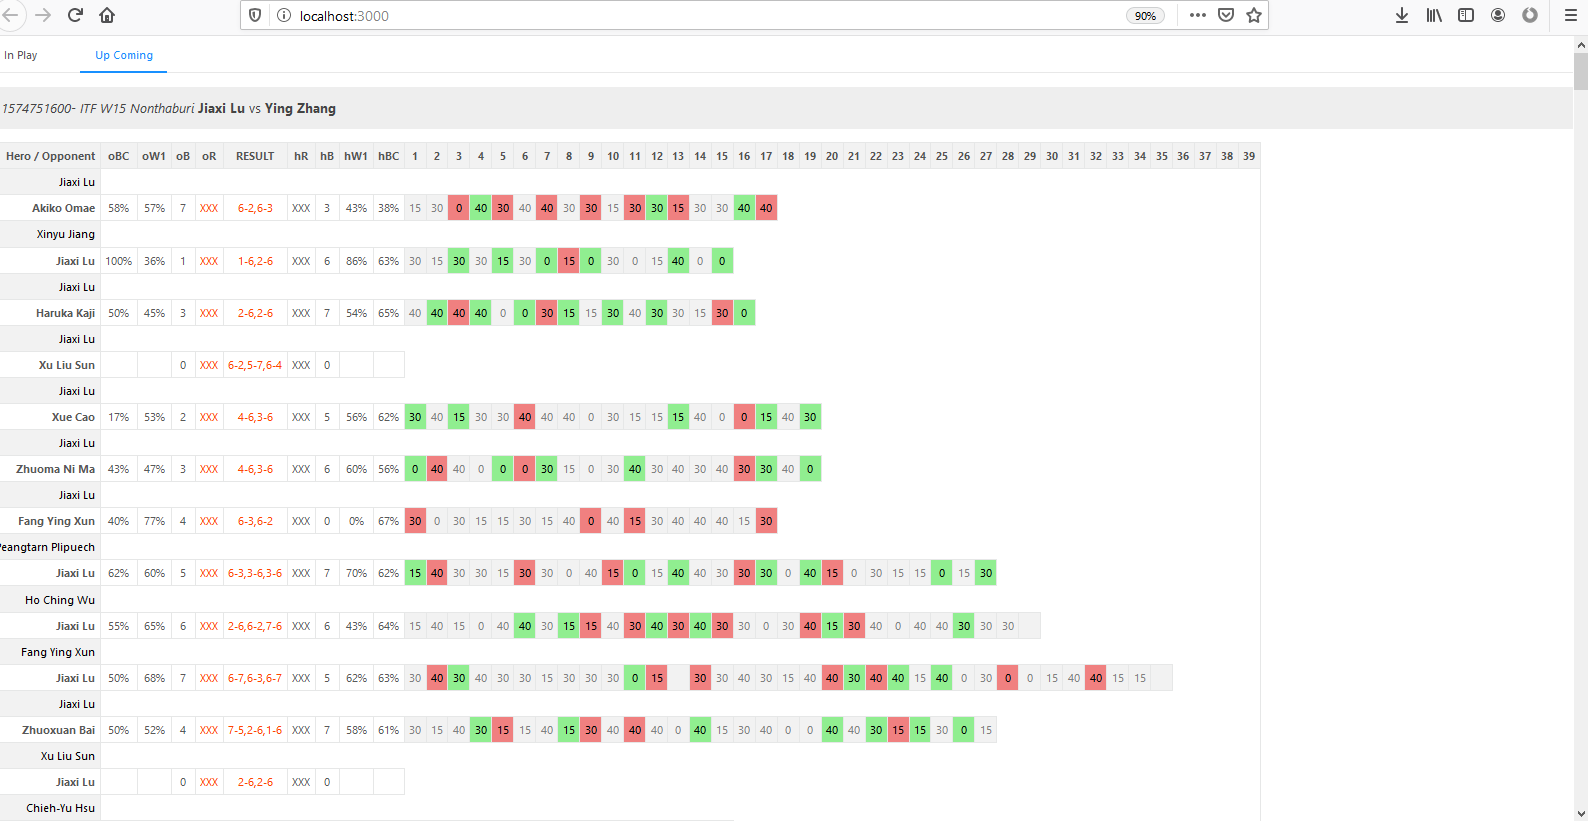 localhost:3000
90%
In Play
Up Coming
1574751600- ITF W15 Nonthaburi Jiaxi Lu vs Ying Zhang
Hero / Opponent oBC oW1 oB oR RESULT hR hB hW1 hBC 1 2 3 4 5 6 7 8 9 10 11 12 13 14 15 16 17 18 19 20 21 22 23 24 25 26 27 28 29 30 31 32 33 34 35 36 37 38 39
Jiaxi Lu
Akiko Omae 58% 57% 7 XXX 6-2,6-3 XXX 3 43% 38% 15 30 0 40 30 40 40 30 30 15 30 30 15 30 30 40 40
Xinyu Jiang
Jiaxi Lu 100% 36% 1 XXX 1-6,2-6 XXX 6 86% 63% 30 15 30 30 15 30 0 15 0 30 0 15 40 0 0
Jiaxi Lu
Haruka Kaji 50% 45% 3 XXX 2-6,2-6 XXX 7 54% 65% 40 40 40 40 0 0 30 15 15 30 40 30 30 15 30 0
Jiaxi Lu
Xu Liu Sun 0 XXX 6-2,5-7,6-4 XXX 0
Jiaxi Lu
Xue Cao 17% 53% 2 XXX 4-6,3-6 XXX 5 56% 62% 30 40 15 30 30 40 40 40 0 30 15 15 15 40 0 0 15 40 30
Jiaxi Lu
Zhuoma Ni Ma 43% 47% 3 XXX 4-6,3-6 XXX 6 60% 56% 0 40 40 0 0 0 30 15 0 30 40 30 40 30 40 30 30 40 0
Jiaxi Lu
Fang Ying Xun 40% 77% 4 XXX 6-3,6-2 XXX 0 0% 67% 30 0 30 15 15 30 15 40 0 40 15 30 40 40 40 15 30
Peangtarn Plipuech
Jiaxi Lu 62% 60% 5 XXX 6-3,3-6,3-6 XXX 7 70% 62% 15 40 30 30 15 30 30 0 40 15 0 15 40 40 30 30 30 0 40 15 0 30 15 15 0 15 30
Ho Ching Wu
Jiaxi Lu 55% 65% 6 XXX 2-6,6-2,7-6 XXX 6 43% 64% 15 40 15 0 40 40 30 15 15 40 30 40 30 40 30 30 0 30 40 15 30 40 0 40 40 30 30 30
Fang Ying Xun
Jiaxi Lu 50% 68% 7 XXX 6-7,6-3,6-7 XXX 5 62% 63% 30 40 30 40 30 30 15 30 30 30 0 15 30 30 40 30 15 40 40 30 40 40 15 40 0 30 0 0 15 40 40 15 15
Jiaxi Lu
Zhuoxuan Bai 50% 52% 4 XXX 7-5,2-6,1-6 XXX 7 58% 61% 30 15 40 30 15 15 40 15 30 40 40 40 0 40 15 30 40 0 0 40 40 30 15 15 30 0 15
Xu Liu Sun
Jiaxi Lu 0 XXX 2-6,2-6 XXX 0
Chieh-Yu Hsu